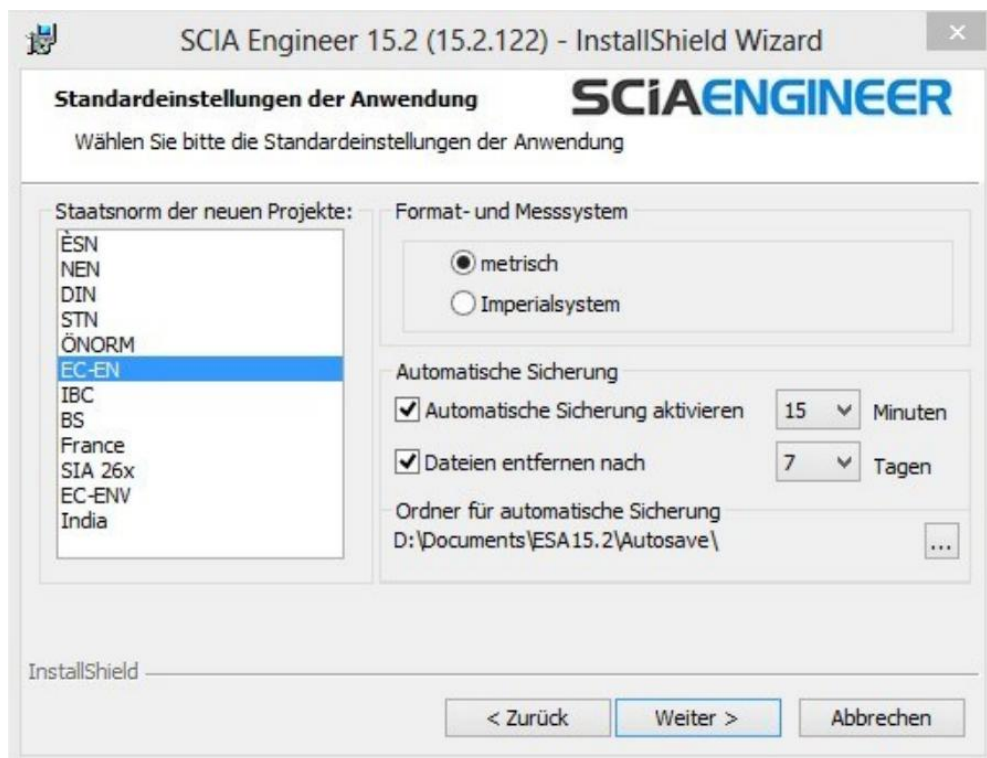 SCIA Engineer 15.2 (15.2.122) - InstallShield Wizard
Standardeinstellungen der Anwendung
SCiAENGINEER
Wählen Sie bitte die Standardeinstellungen der Anwendung
Staatsnorm der neuen Projekte:
ÈSN
NEN
DIN
STN
ÖNORM
EC-EN
IBC
BS
France
SIA 26x
EC-ENV
India
Format- und Messsystem
metrisch
Imperialsystem
Automatische Sicherung
Automatische Sicherung aktivieren 15 Minuten
Dateien entfernen nach 7 Tagen
Ordner für automatische Sicherung
D:\Documents\ESA15.2\Autosave\
...
InstallShield
< Zurück Weiter > Abbrechen